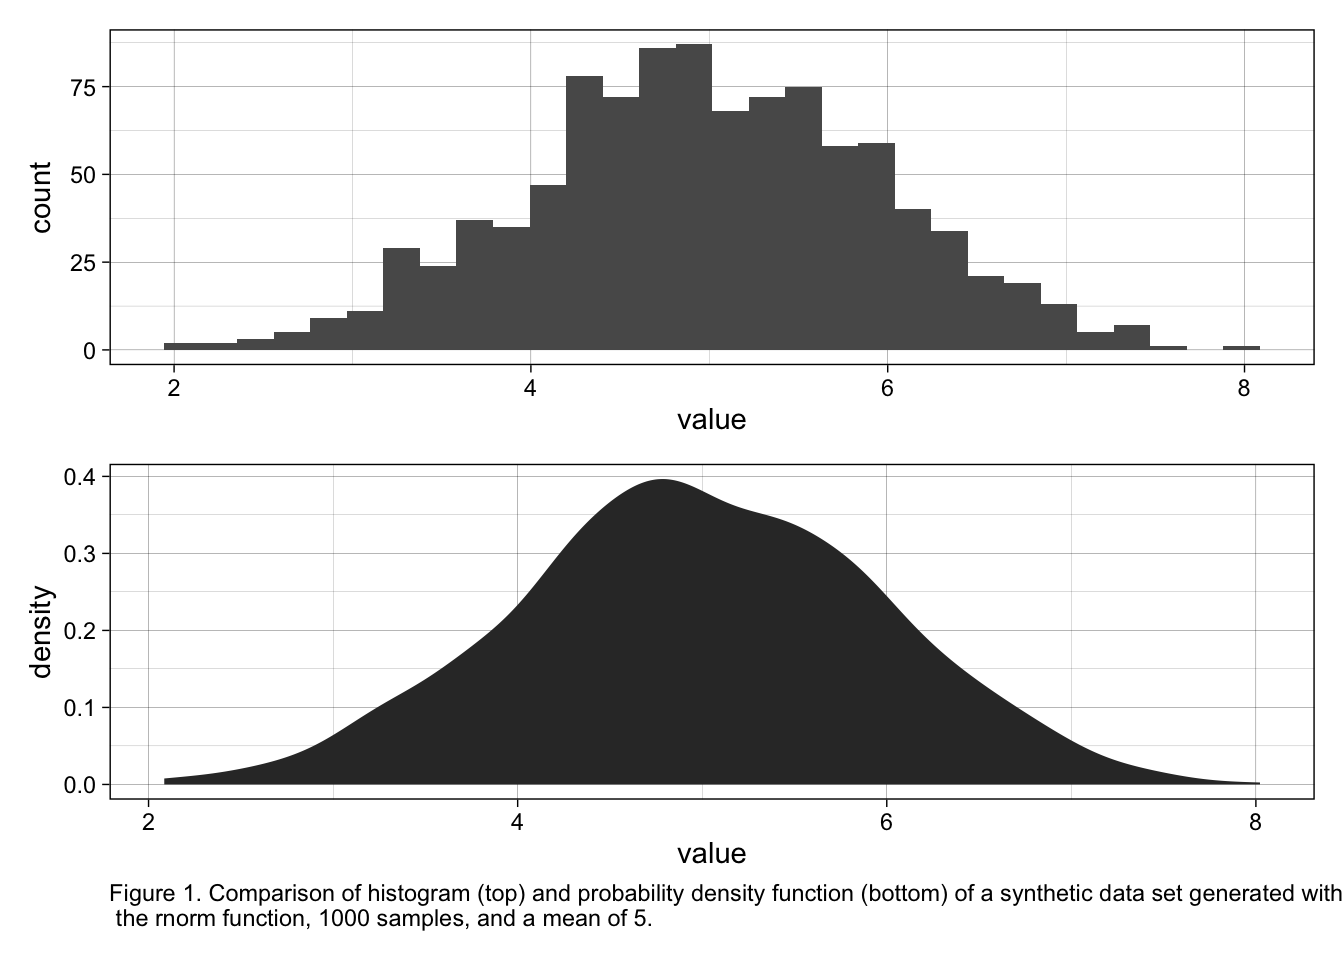 75
50
25
0
count
2 4 6 8
value
0.4
0.3
0.2
0.1
0.0
density
2 4 6 8
value
Figure 1. Comparison of histogram (top) and probability density function (bottom) of a synthetic data set generated with
the rnorm function, 1000 samples, and a mean of 5.